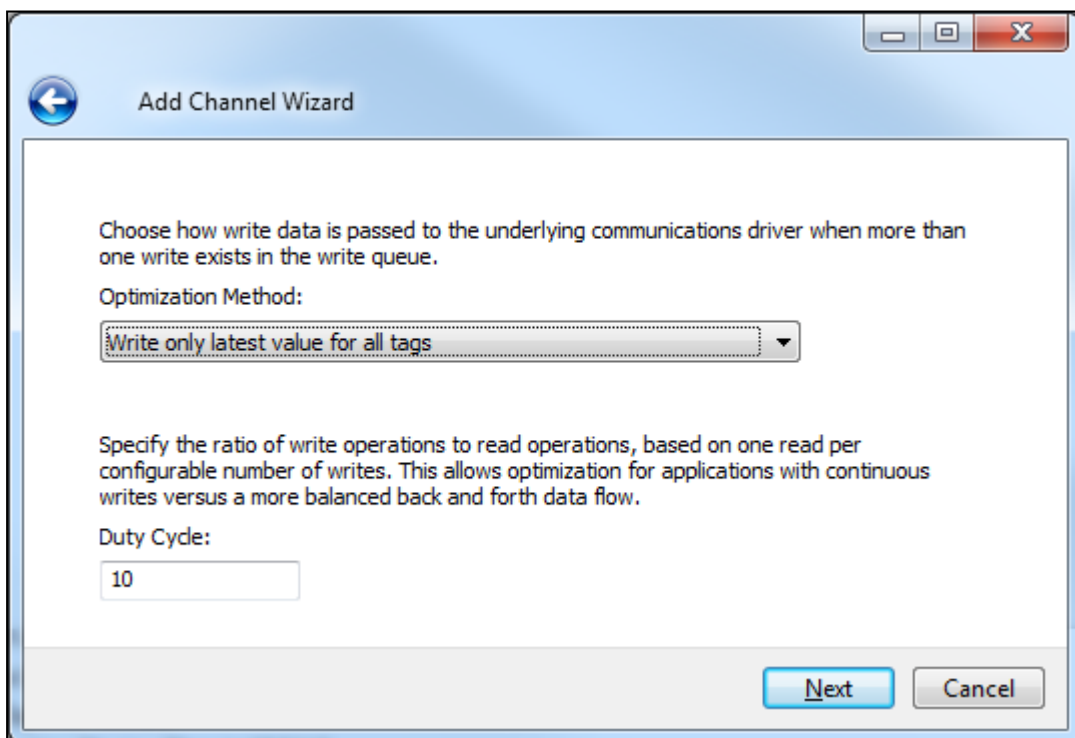 Add Channel Wizard
Choose how write data is passed to the underlying communications driver when more than
one write exists in the write queue.
Optimization Method:
Write only latest value for all tags
Specify the ratio of write operations to read operations, based on one read per
configurable number of writes. This allows optimization for applications with continuous
writes versus a more balanced back and forth data flow.
Duty Cycle:
10
Next Cancel